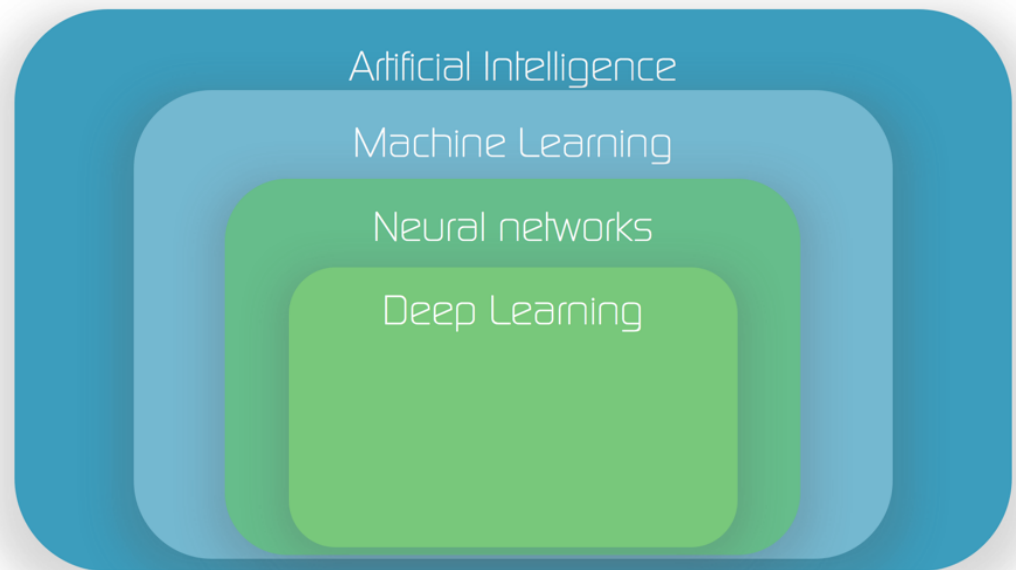 Artificial Intelligence
Machine Learning
Neural networks
Deep Learning